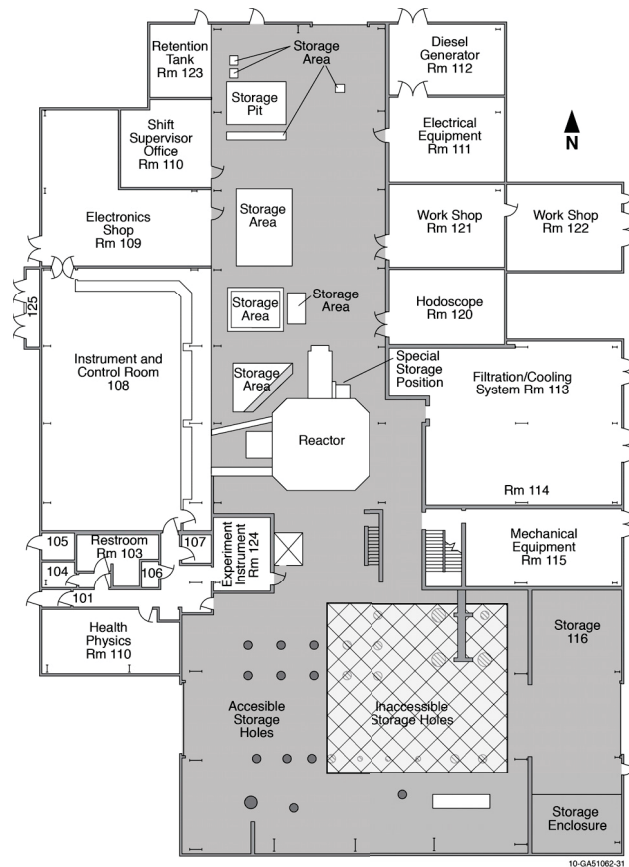 Retention
Tank
Rm 123
Storage
Area
Diesel
Generator
Rm 112
Storage
Pit
Shift
Supervisor
Office
Rm 110
Electrical
Equipment
Rm 111
N
Electronics
Shop
Rm 109
Storage
Area
Work Shop
Rm 121
Work Shop
Rm 122
125
Storage
Area
Storage
Area
Hodoscope
Rm 120
Instrument and
Control Room
108
Storage
Area
Special
Storage
Position
Filtration/Cooling
System Rm 113
Reactor
Rm 114
105
Restroom
Rm 103
107
Experiment
Instrument
Rm 124
Mechanical
Equipment
Rm 115
104
106
101
Health
Physics
Rm 110
Storage
116
Accesible
Storage
Holes
Inaccessible
Storage Holes
Storage
Enclosure
10-GA51062-31